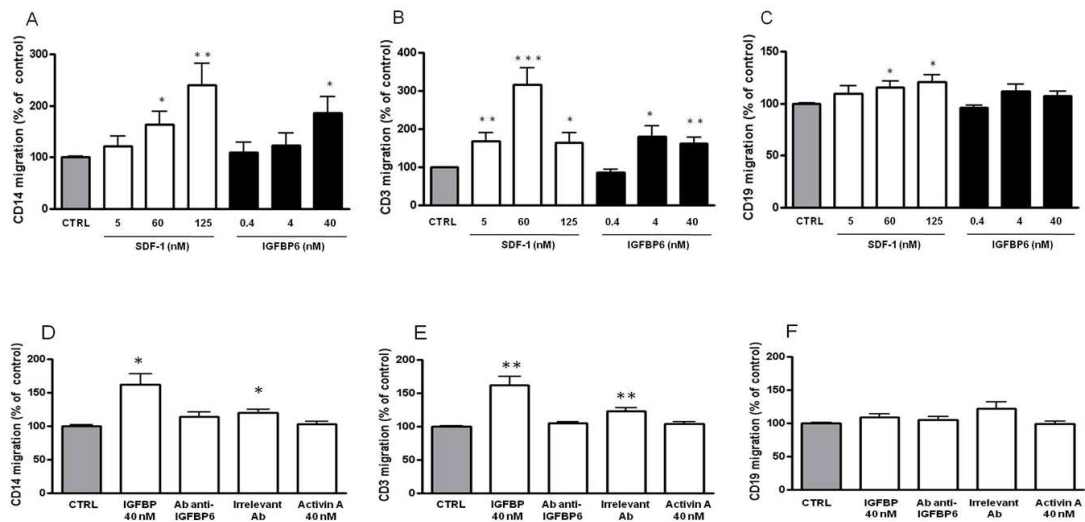 A
CD14 migration (% of control)
300
200
100
0
* *
*
*
CTRL 5 60 125 0.4 4 40
SDF-1 (nM) IGFBP6 (nM)
B
CD3 migration (% of control)
400
300
200
100
0
* * *
* *
*
*
* *
CTRL 5 60 125 0.4 4 40
SDF-1 (nM) IGFBP6 (nM)
C
CD19 migration (% of control)
150
100
50
0
*
*
CTRL 5 60 125 0.4 4 40
SDF-1 (nM) IGFBP6 (nM)
D
CD14 migration (% of control)
200
150
100
50
0
*
*
CTRL IGFBP Ab anti- Irrelevant Activin A
40 nM IGFBP6 Ab 40 nM
E
CD3 migration (% of control)
200
150
100
50
0
* *
* *
CTRL IGFBP Ab anti- Irrelevant Activin A
40 nM IGFBP6 Ab 40 nM
F
CD19 migration (% of control)
200
150
100
50
0
CTRL IGFBP Ab anti- Irrelevant Activin A
40 nM IGFBP6 Ab 40 nM